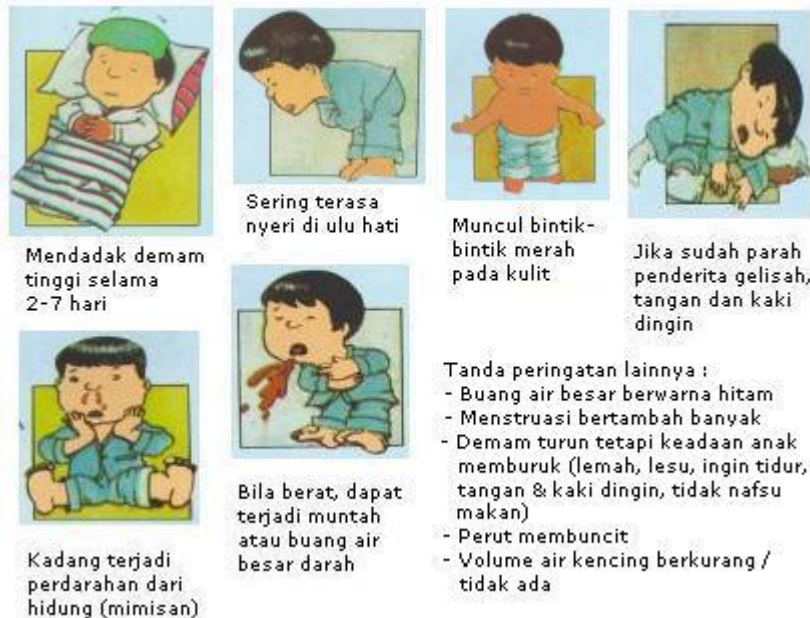 Mendadak demam
tinggi selama
2-7 hari
Sering terasa
nyeri di ulu hati
Muncul bintik-
bintik merah
pada kulit
Jika sudah parah
penderita gelisah,
tangan dan kaki
dingin
Kadang terjadi
perdarahan dari
hidung (mimisan)
Bila berat, dapat
terjadi muntah
atau buang air
besar darah
Tanda peringatan lainnya :
- Buang air besar berwarna hitam
- Menstruasi bertambah banyak
- Demam turun tetapi keadaan anak
memburuk (lemah, lesu, ingin tidur,
tangan & kaki dingin, tidak nafsu
makan)
- Perut membuncit
- Volume air kencing berkurang /
tidak ada